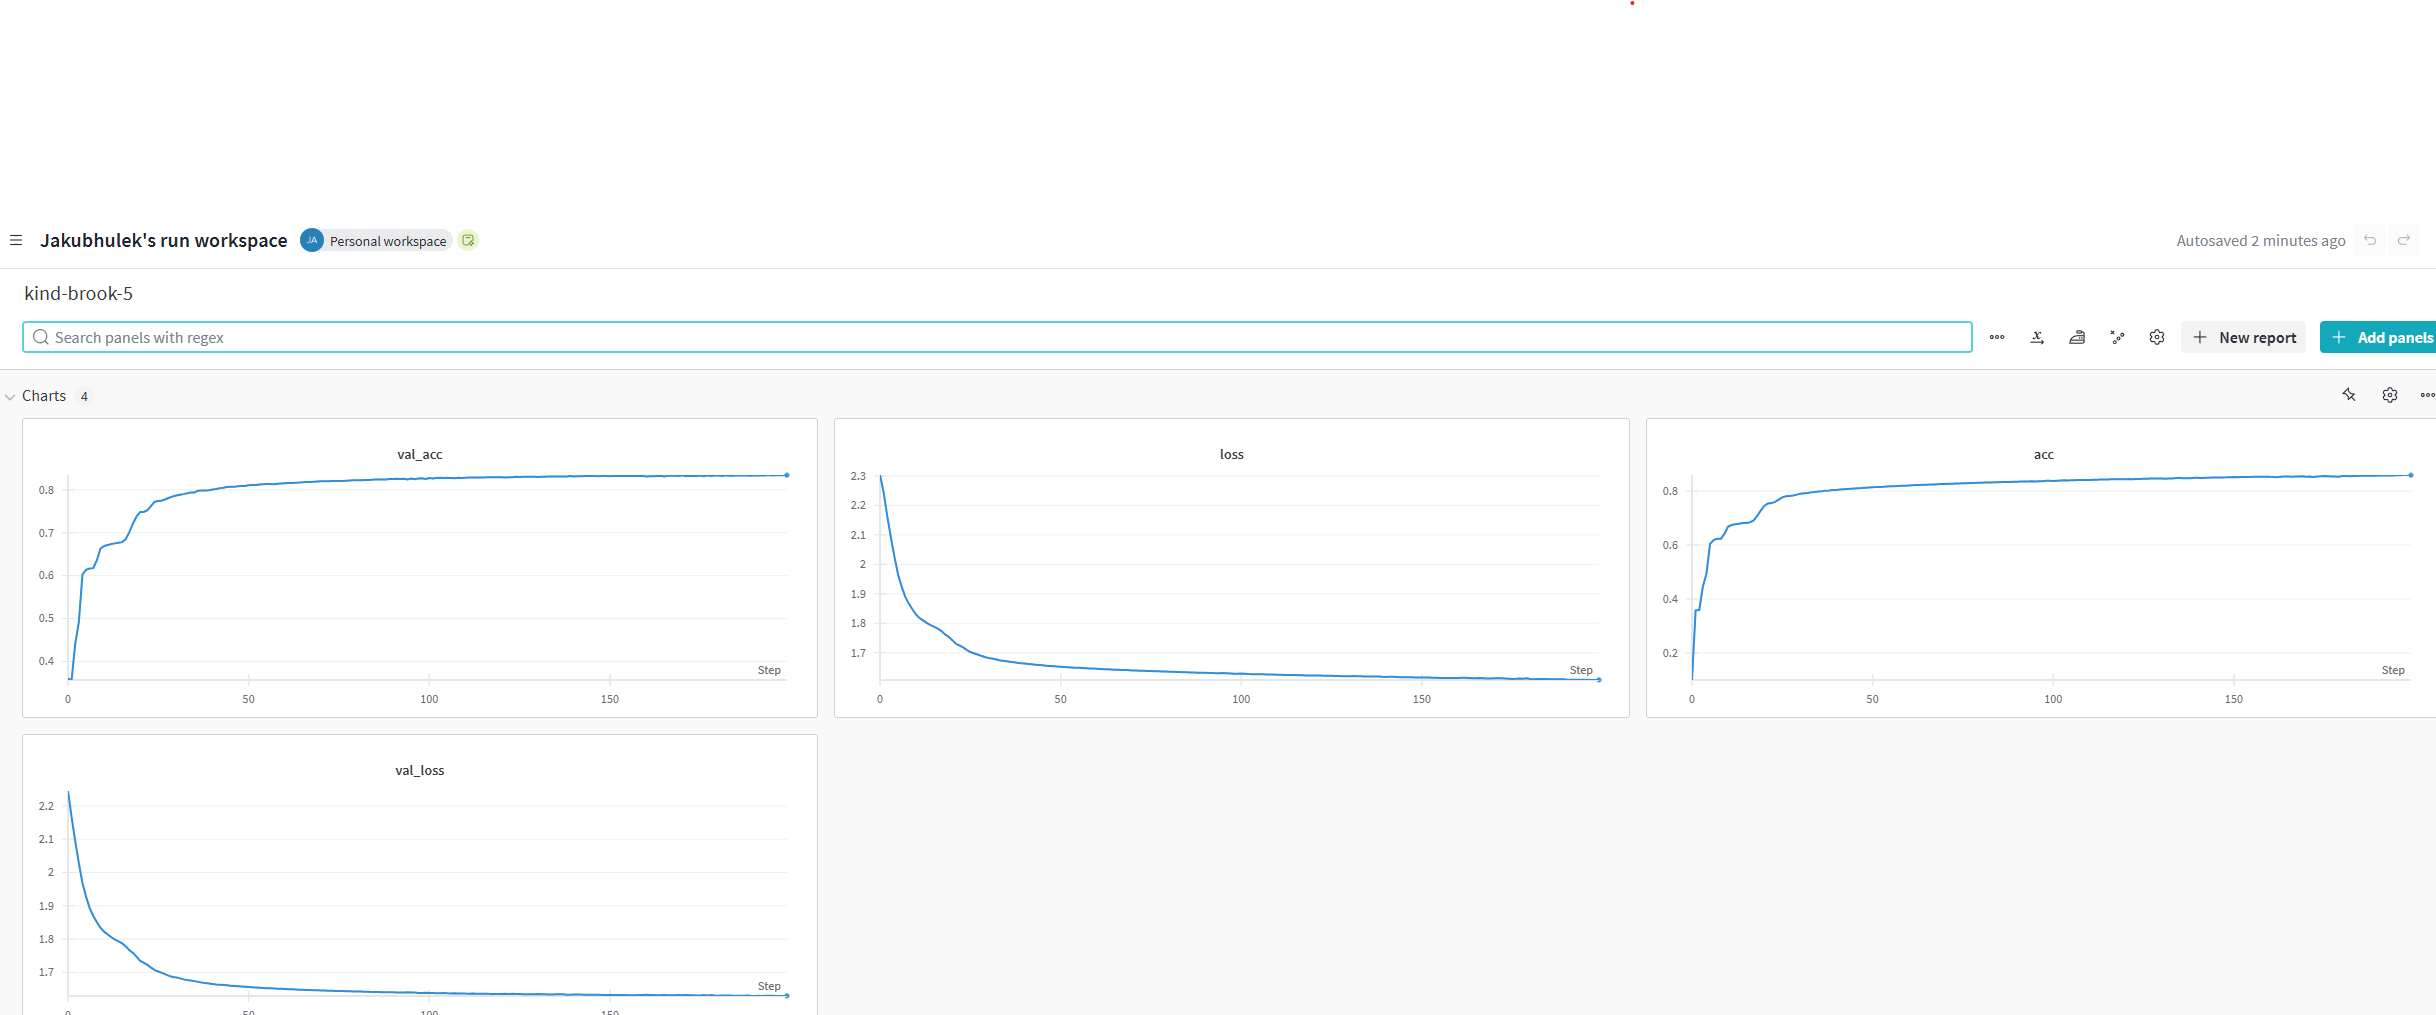 Jakubhulek's run workspace JA Personal workspace Autosaved 2 minutes ago
kind-brook-5
Search panels with regex New report Add panels
Charts 4
val_acc
0.8
0.7
0.6
0.5
0.4
Step
0 50 100 150
loss
2.3
2.2
2.1
2
1.9
1.8
1.7
Step
0 50 100 150
acc
0.8
0.6
0.4
0.2
Step
0 50 100 150
val_loss
2.2
2.1
2
1.9
1.8
1.7
Step
0 50 100 150